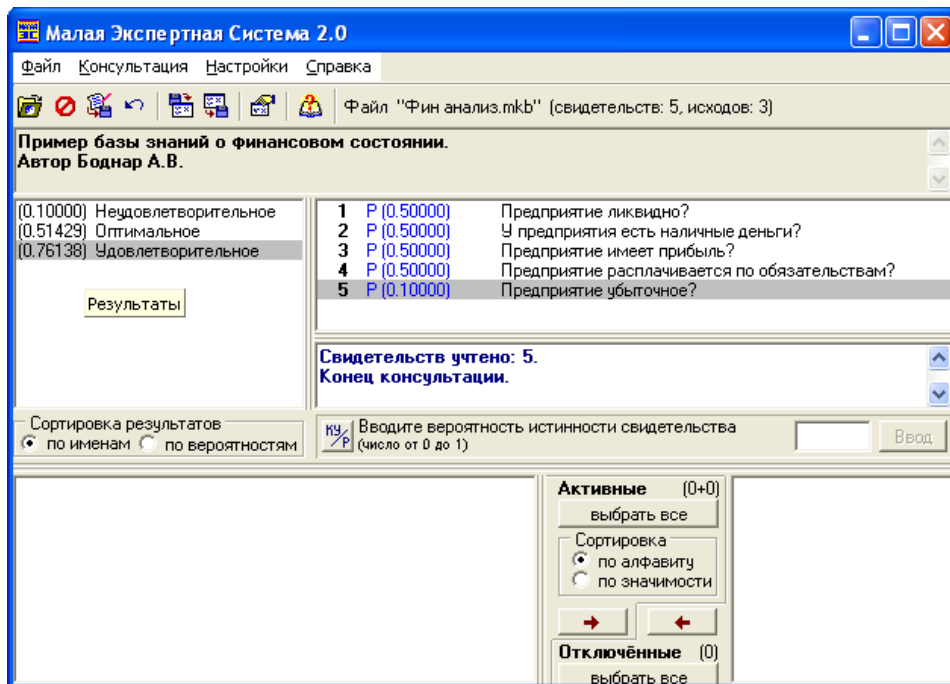 Малая Экспертная Система 2.0
Файл Консультация Настройки Справка
Файл "Фин анализ.mkb" (свидетельств: 5, исходов: 3)
Пример базы знаний о финансовом состоянии.
Автор Боднар А.В.
(0.10000) Неудовлетворительное
(0.51429) Оптимальное
(0.76138) Удовлетворительное
Результаты
1 P (0.50000) Предприятие ликвидно?
2 P (0.50000) У предприятия есть наличные деньги?
3 P (0.50000) Предприятие имеет прибыль?
4 P (0.50000) Предприятие расплачивается по обязательствам?
5 P (0.10000) Предприятие убыточное?
Свидетельств учтено: 5.
Конец консультации.
Сортировка результатов
по именам по вероятностям
КУ/Р
Вводите вероятность истинности свидетельства
(число от 0 до 1)
Ввод
Активные (0+0)
выбрать все
Сортировка
по алфавиту
по значимости
Отключённые (0)
выбрать все